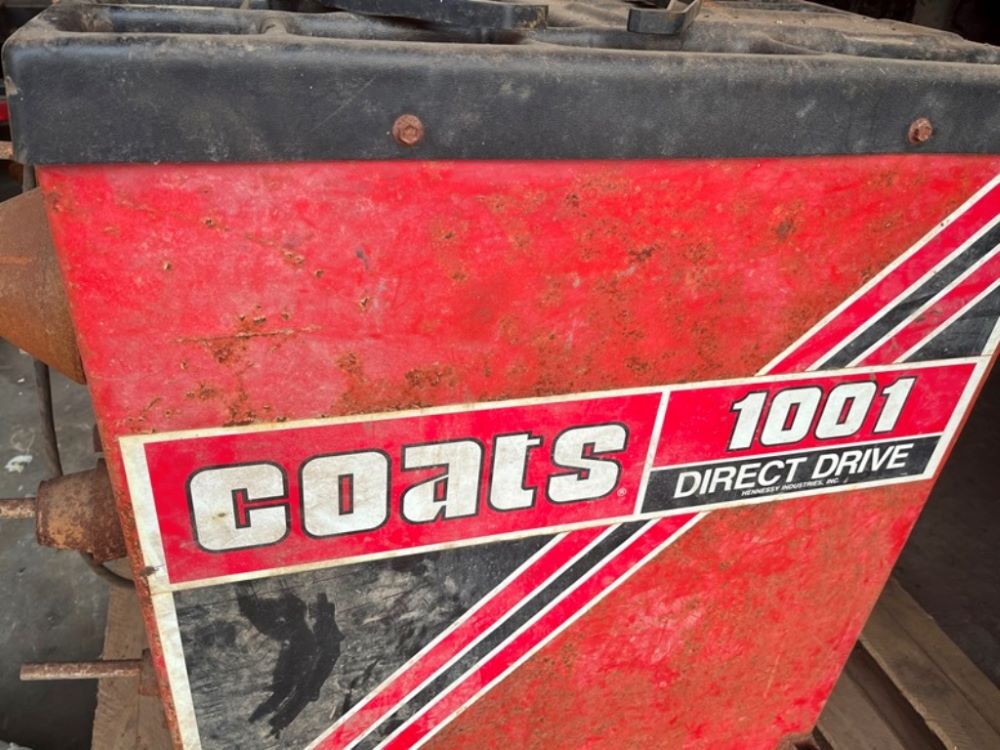 coats®
1001
DIRECT DRIVE
HENNESSY INDUSTRIES, INC.